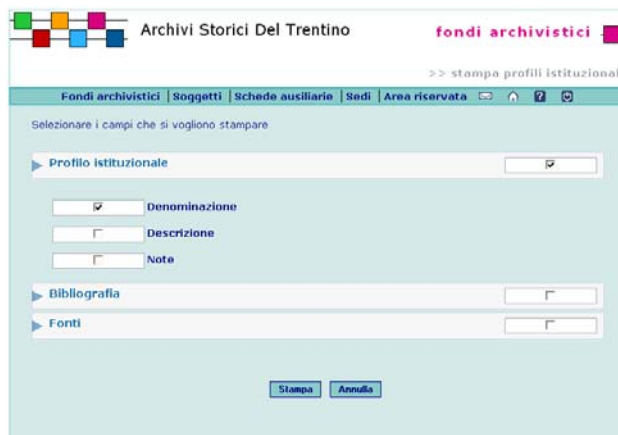 Archivi Storici Del Trentino
fondi archivistici
>> stampa profili istituzional
Fondi archivistici | Soggetti | Schede ausiliarie | Sedi | Area riservata
Selezionare i campi che si vogliono stampare
Profilo istituzionale
Denominazione
Descrizione
Note
Bibliografia
Fonti
Stampa Annulla